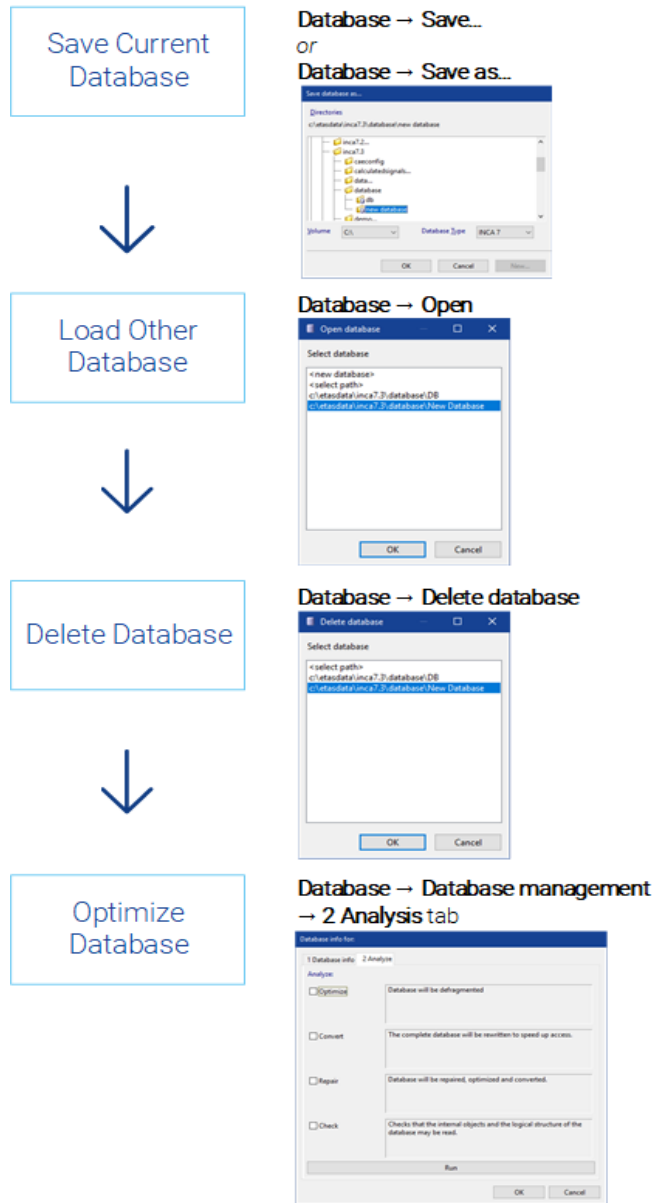 Save Current
Database
Database → Save...
or
Database → Save as...
Save database as...
Directories
c:\etasdata\inca7.3\database\new database
inca7.2...
inca7.3
caeconfig
calculatedsignals...
data...
database
db
new database
demo...
Volume C:\ Database Type INCA 7
OK Cancel New...
Load Other
Database
Database → Open
Open database
Select database
<new database>
<select path>
c:\etasdata\inca7.3\database\DB
c:\etasdata\inca7.3\database\New Database
OK Cancel
Delete Database
Database → Delete database
Delete database
Select database
<select path>
c:\etasdata\inca7.3\database\DB
c:\etasdata\inca7.3\database\New Database
OK Cancel
Optimize
Database
Database → Database management
→ 2 Analysis tab
Database info for:
1 Database info 2 Analyze
Analyze:
Optimize Database will be defragmented
Convert The complete database will be rewritten to speed up access.
Repair Database will be repaired, optimized and converted.
Check Checks that the internal objects and the logical structure of the
database may be read.
Run
OK Cancel